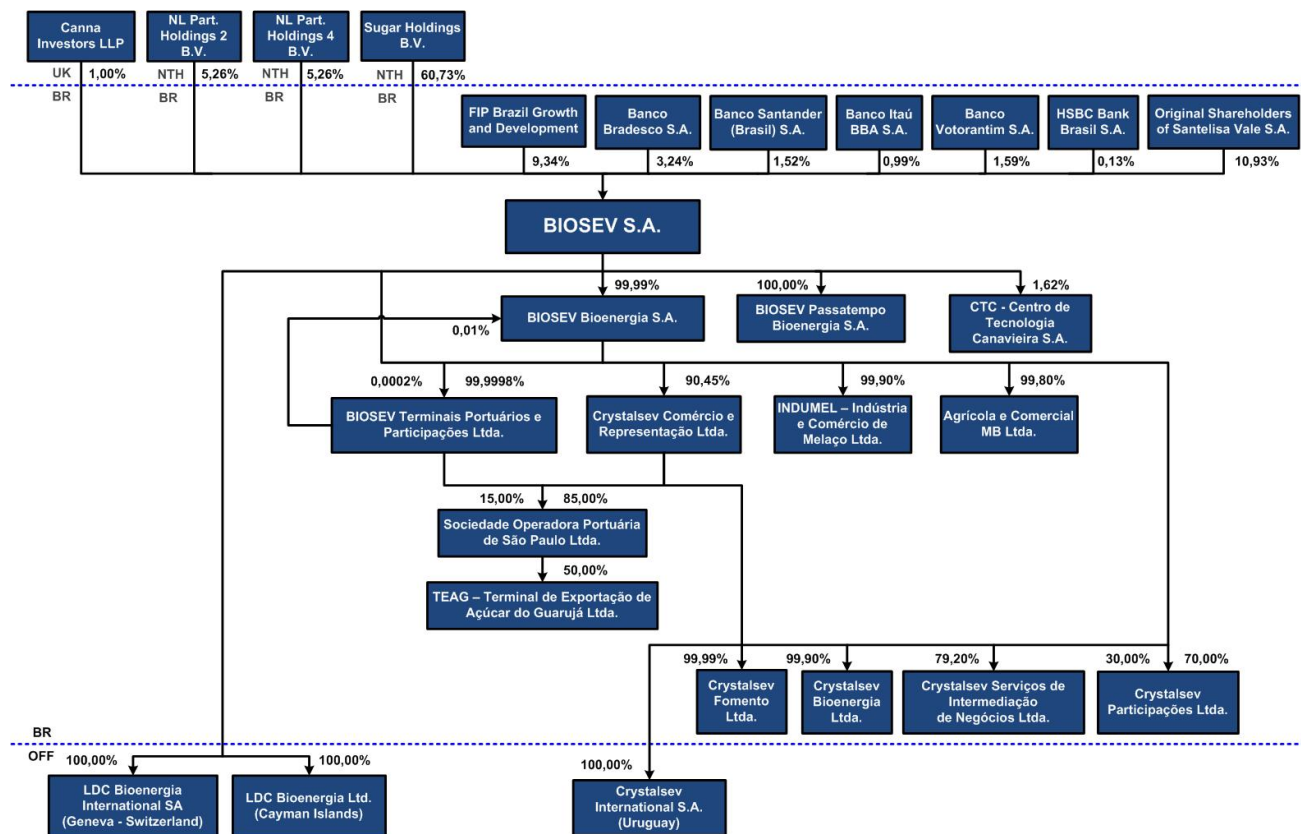 Canna
Investors LLP
NL Part.
Holdings 2
B.V.
NL Part.
Holdings 4
B.V.
Sugar Holdings
B.V.
UK 1,00%
NTH 5,26%
NTH 5,26%
NTH 60,73%
BR
BR
BR
BR
FIP Brazil Growth
and Development
Banco
Bradesco S.A.
Banco Santander
(Brasil) S.A.
Banco Itaú
BBA S.A.
Banco
Votorantim S.A.
HSBC Bank
Brasil S.A.
Original Shareholders
of Santelisa Vale S.A.
9,34%
3,24%
1,52%
0,99%
1,59%
0,13%
10,93%
BIOSEV S.A.
99,99%
100,00%
1,62%
BIOSEV Bioenergia S.A.
BIOSEV Passatempo
Bioenergia S.A.
CTC - Centro de
Tecnologia
Canavieira S.A.
0,01%
0,0002%
99,9998%
90,45%
99,90%
99,80%
BIOSEV Terminais Portuários e
Participações Ltda.
Crystalsev Comércio e
Representação Ltda.
INDUMEL – Indústria
e Comércio de
Melaço Ltda.
Agrícola e Comercial
MB Ltda.
15,00%
85,00%
Sociedade Operadora Portuária
de São Paulo Ltda.
50,00%
TEAG – Terminal de Exportação de
Açúcar do Guarujá Ltda.
99,99%
99,90%
79,20%
30,00%
70,00%
Crystalsev
Fomento
Ltda.
Crystalsev
Bioenergia
Ltda.
Crystalsev Serviços de
Intermediação
de Negócios Ltda.
Crystalsev
Participações Ltda.
BR
OFF
100,00%
100,00%
100,00%
LDC Bioenergia
International SA
(Geneva - Switzerland)
LDC Bioenergia Ltd.
(Cayman Islands)
Crystalsev
International S.A.
(Uruguay)